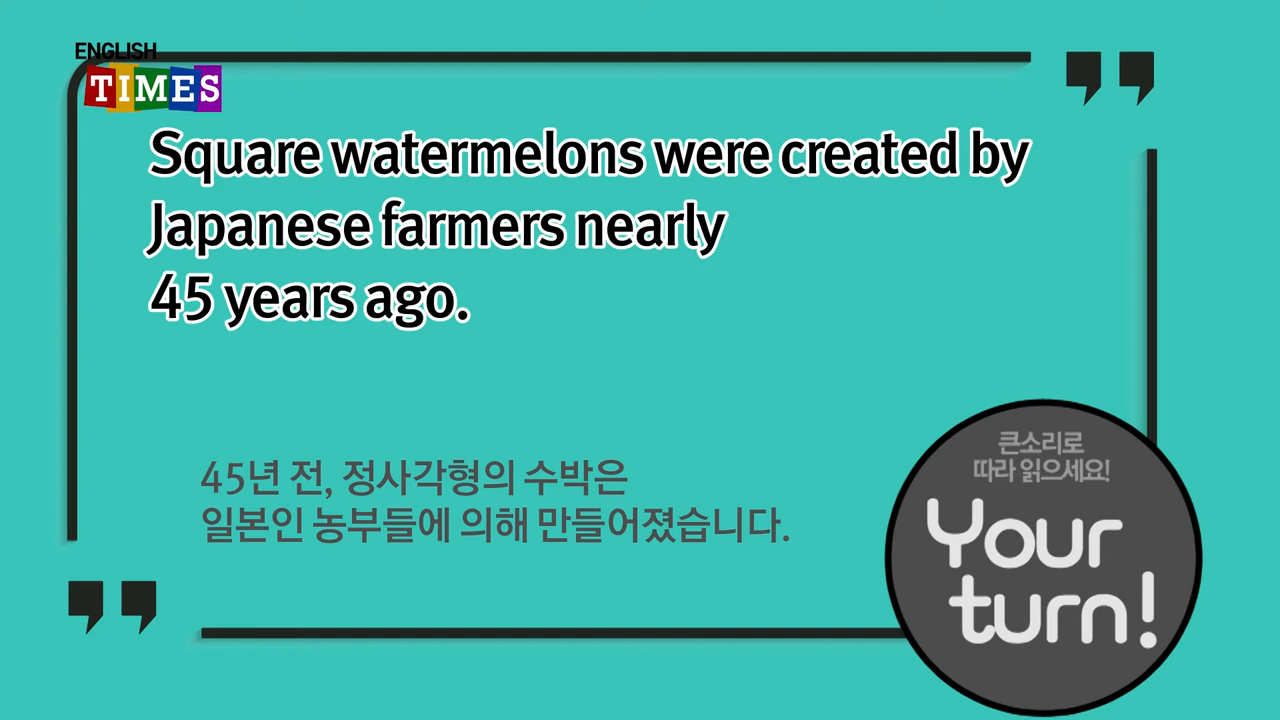 ENGLISH
TIMES
Square watermelons were created by
Japanese farmers nearly
45 years ago.
45년 전, 정사각형의 수박은
일본인 농부들에 의해 만들어졌습니다.
큰소리로
따라 읽으세요!
Your
turn!